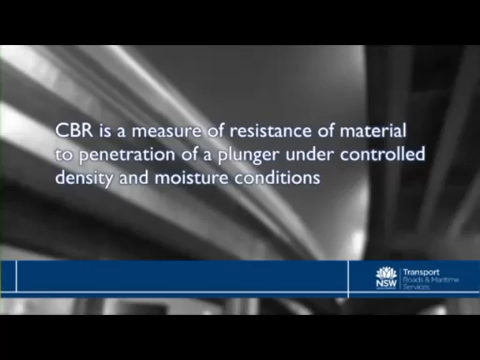 CBR is a measure of resistance of material
to penetration of a plunger under controlled
density and moisture conditions
NSW
Transport
Roads & Maritime
Services